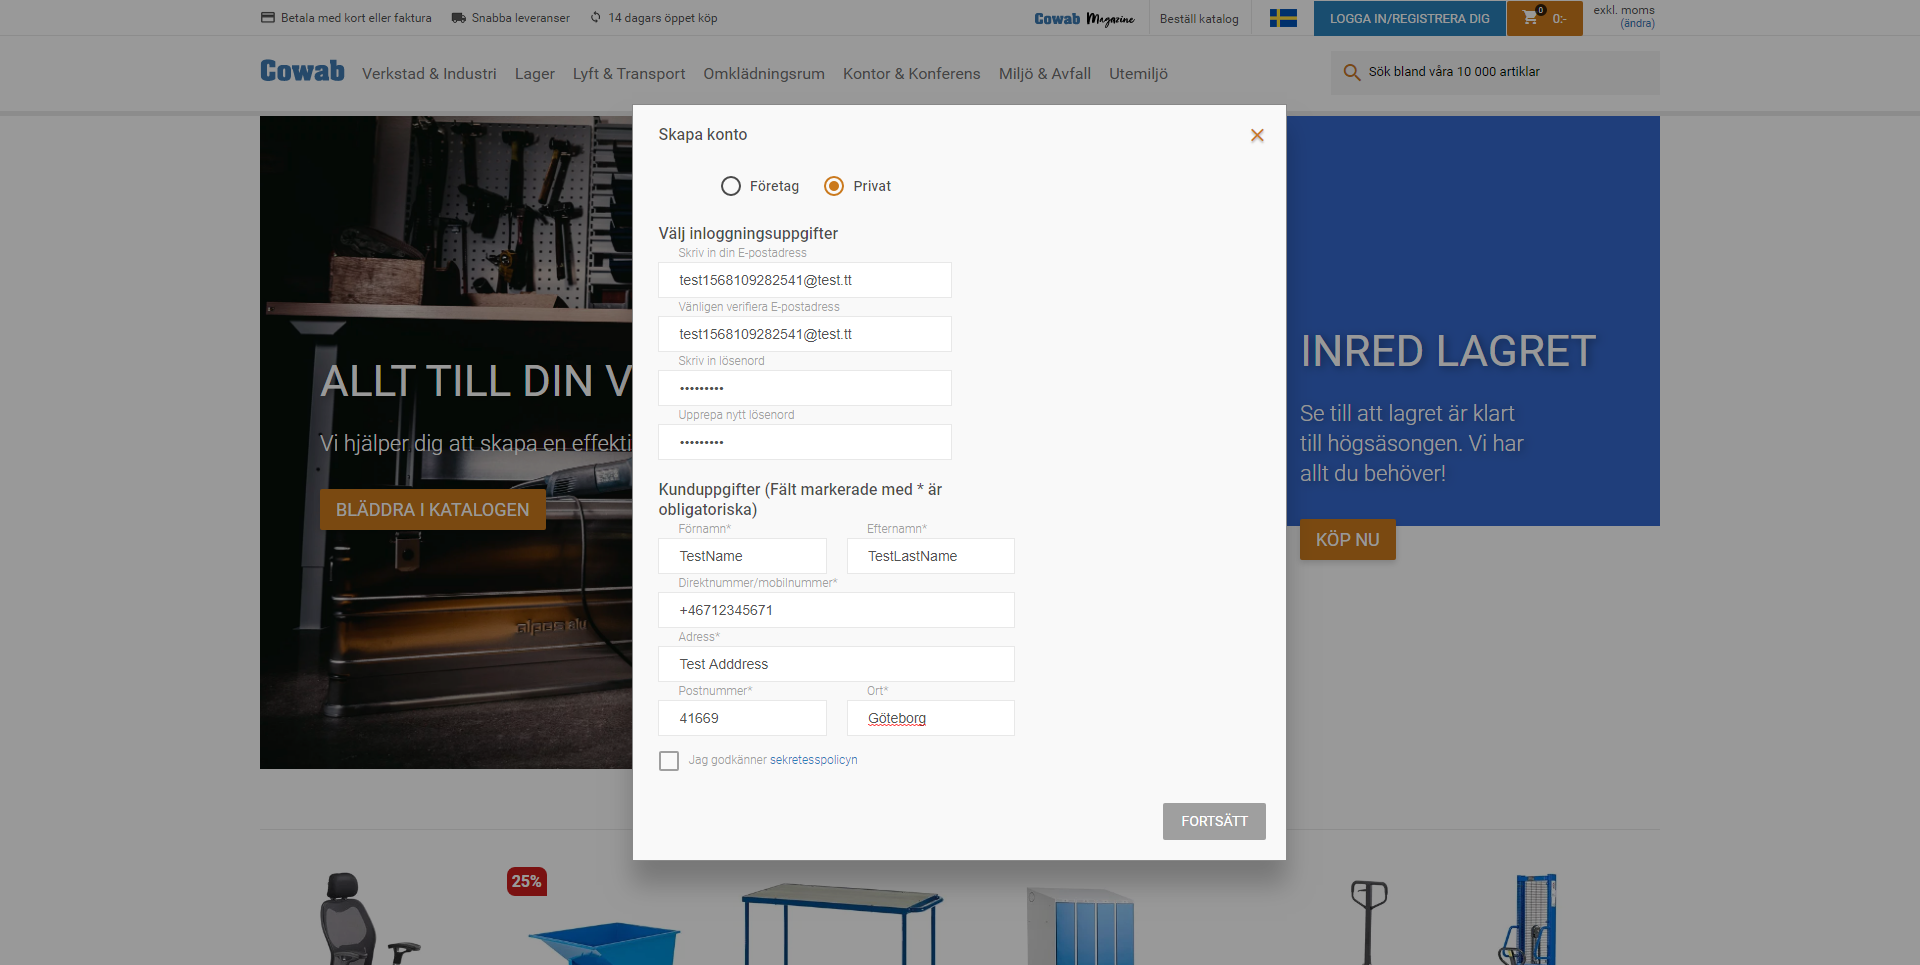 Betala med kort eller faktura
Snabba leveranser
14 dagars öppet köp
Cowab Magazine
Beställ katalog
LOGGA IN/REGISTRERA DIG
0
0:-
exkl. moms
(ändra)
Cowab
Verkstad & Industri
Lager
Lyft & Transport
Omklädningsrum
Kontor & Konferens
Miljö & Avfall
Utemiljö
Sök bland våra 10 000 artiklar
ALLT TILL DIN V
Vi hjälper dig att skapa en effekti
BLÄDDRA I KATALOGEN
alpos alu
Skapa konto
Företag
Privat
Välj inloggningsuppgifter
Skriv in din E-postadress
test1568109282541@test.tt
Vänligen verifiera E-postadress
test1568109282541@test.tt
Skriv in lösenord
•••••••••
Upprepa nytt lösenord
•••••••••
Kunduppgifter (Fält markerade med * är
obligatoriska)
Förnamn*
Efternamn*
TestName
TestLastName
Direktnummer/mobilnummer*
+46712345671
Adress*
Test Adddress
Postnummer*
Ort*
41669
Göteborg
Jag godkänner sekretesspolicyn
FORTSÄTT
INRED LAGRET
Se till att lagret är klart
till högsäsongen. Vi har
allt du behöver!
KÖP NU
25%